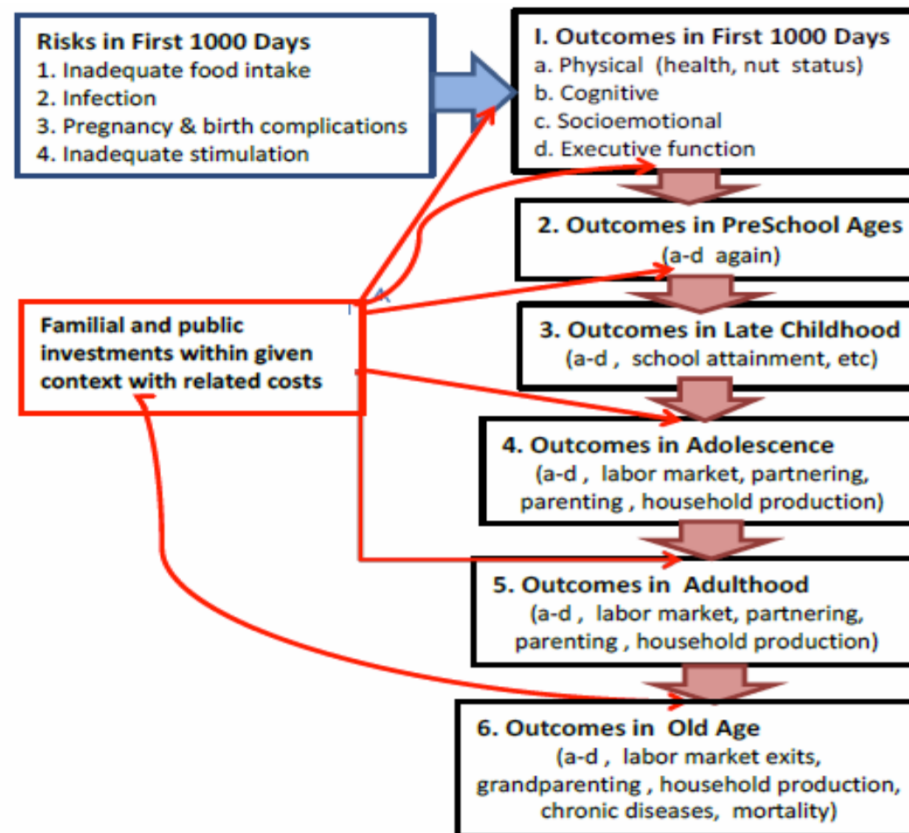 Risks in First 1000 Days
1. Inadequate food intake
2. Infection
3. Pregnancy & birth complications
4. Inadequate stimulation
I. Outcomes in First 1000 Days
a. Physical (health, nut status)
b. Cognitive
c. Socioemotional
d. Executive function
2. Outcomes in PreSchool Ages
(a-d again)
Familial and public
investments within given
context with related costs
3. Outcomes in Late Childhood
(a-d , school attainment, etc)
4. Outcomes in Adolescence
(a-d , labor market, partnering,
parenting , household production)
5. Outcomes in Adulthood
(a-d , labor market, partnering,
parenting , household production)
6. Outcomes in Old Age
(a-d , labor market exits,
grandparenting , household production,
chronic diseases, mortality)